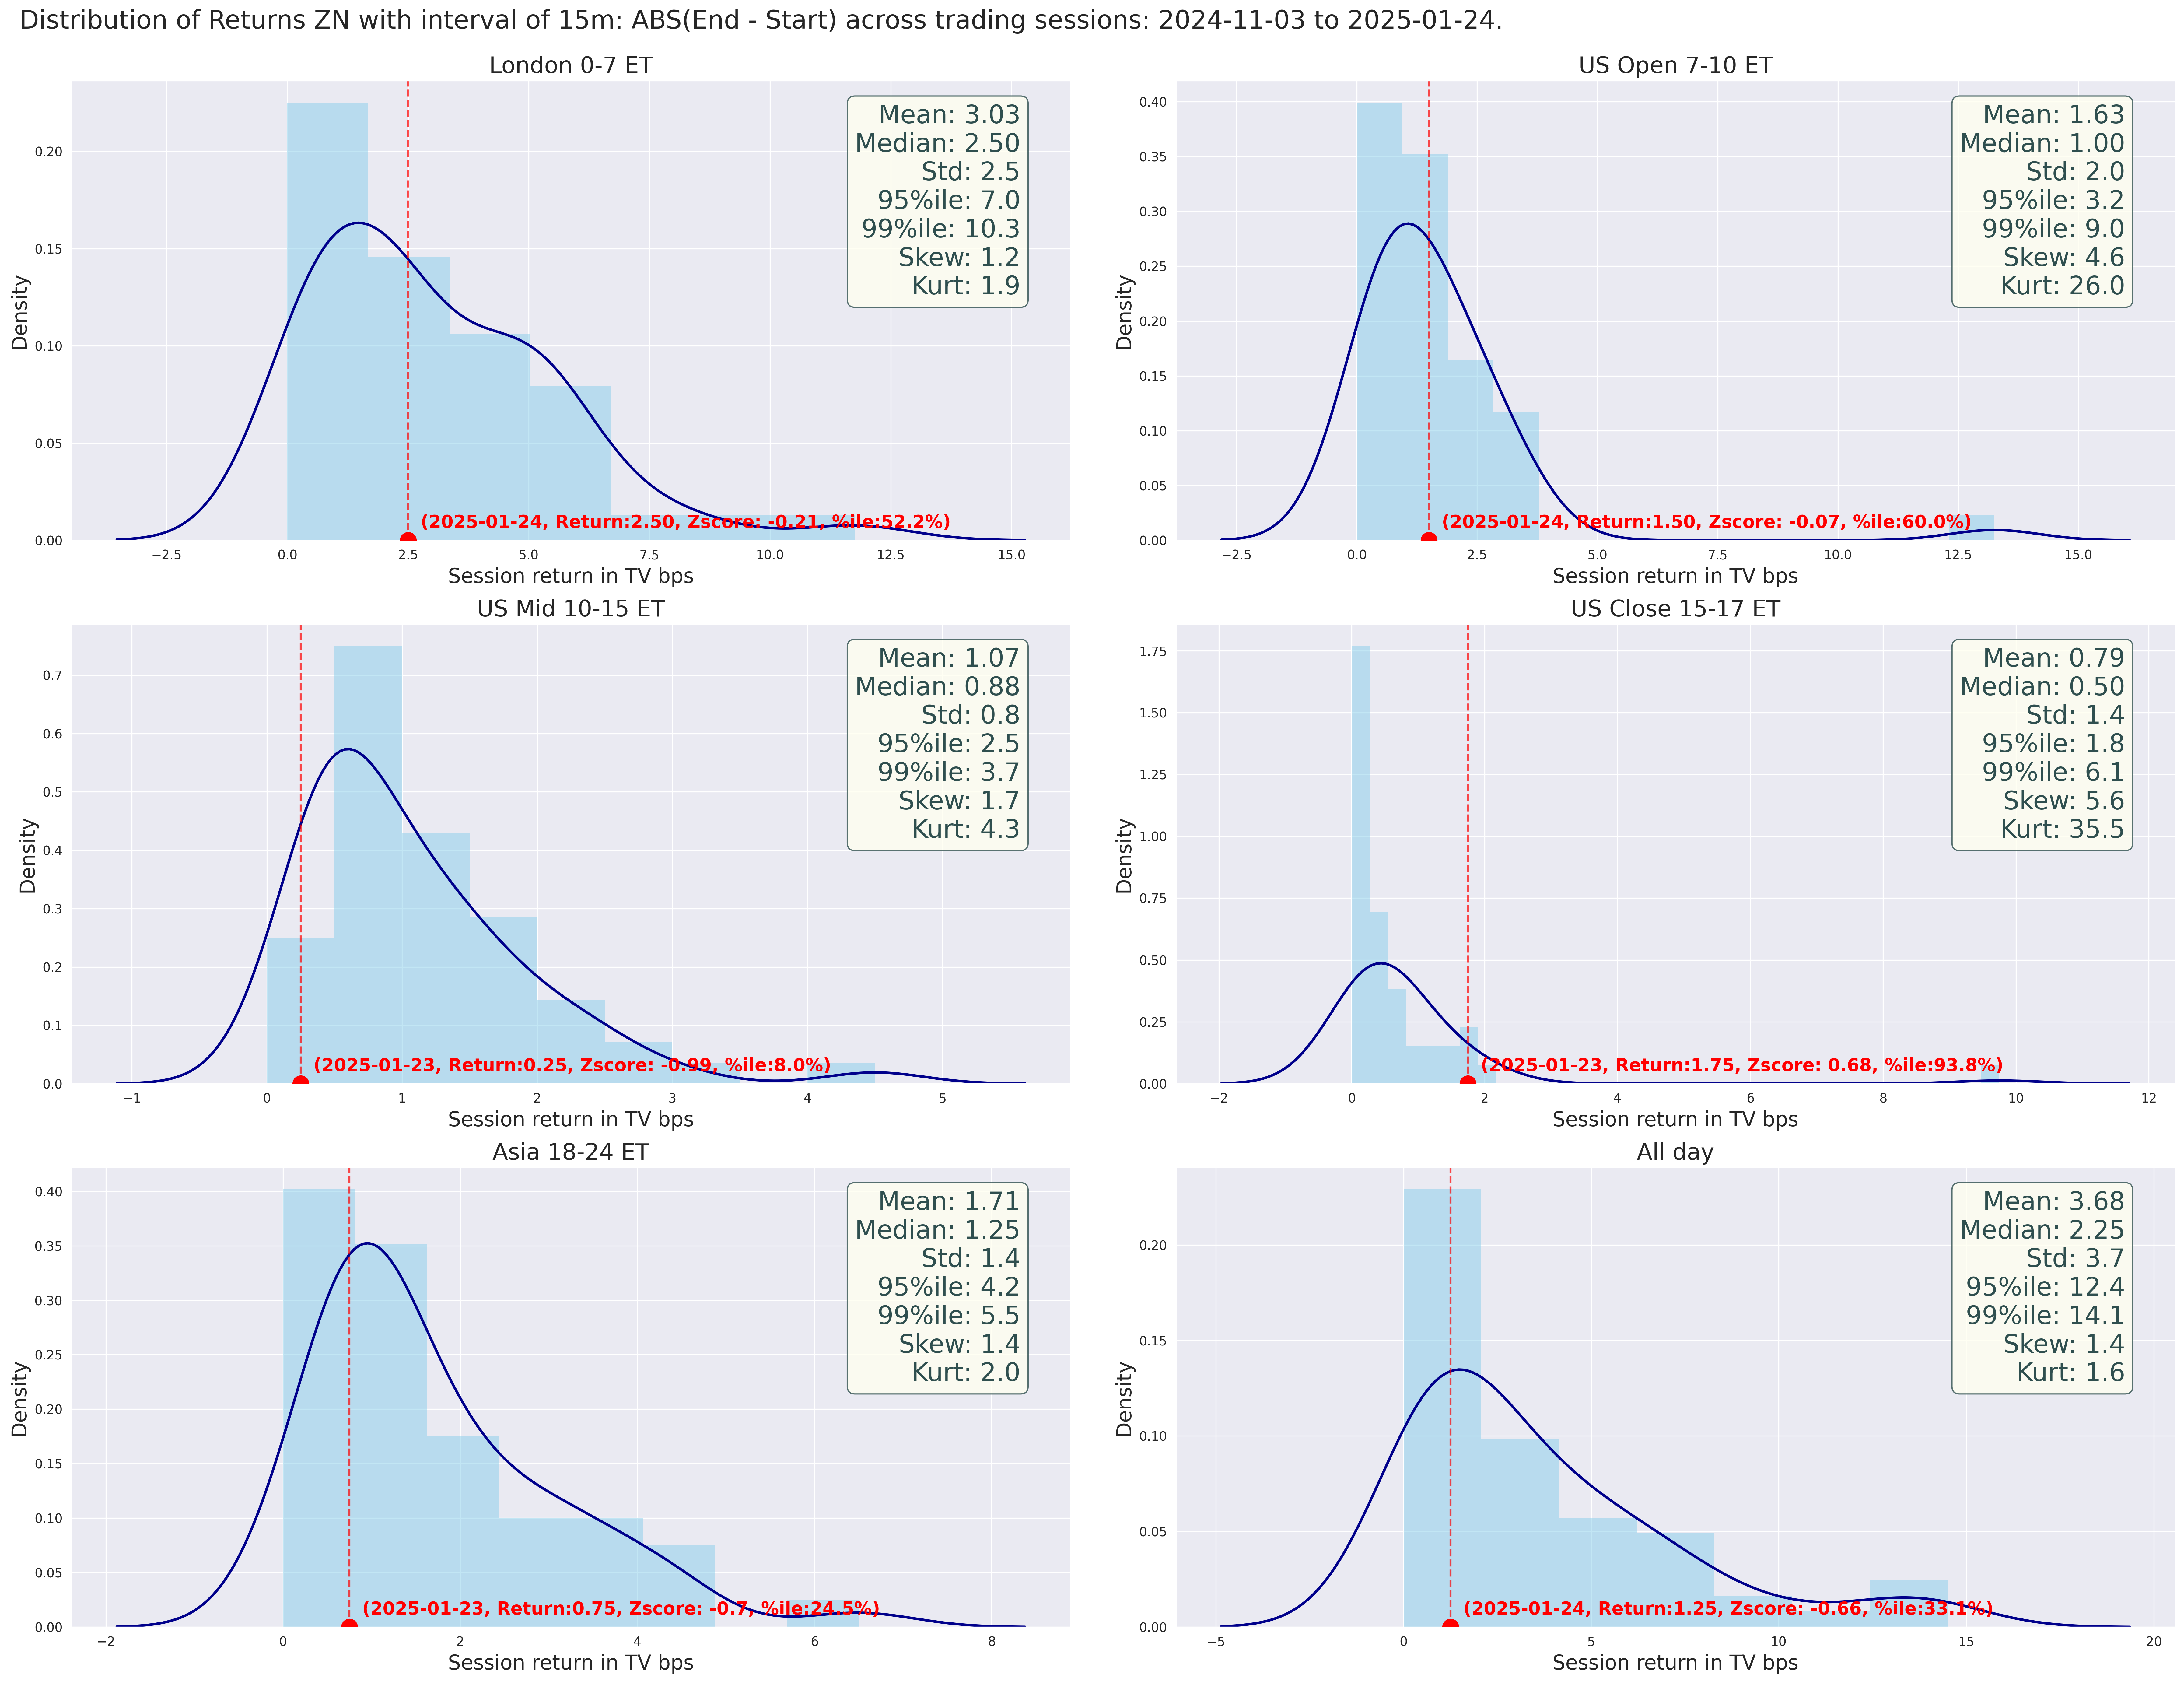 Distribution of Returns ZN with interval of 15m: ABS(End - Start) across trading sessions: 2024-11-03 to 2025-01-24.
London 0-7 ET
Density
0.20
0.15
0.10
0.05
0.00
Mean: 3.03
Median: 2.50
Std: 2.5
95%ile: 7.0
99%ile: 10.3
Skew: 1.2
Kurt: 1.9
(2025-01-24, Return:2.50, Zscore: -0.21, %ile:52.2%)
−2.5 0.0 2.5 5.0 7.5 10.0 12.5 15.0
Session return in TV bps
US Open 7-10 ET
Density
0.40
0.35
0.30
0.25
0.20
0.15
0.10
0.05
0.00
Mean: 1.63
Median: 1.00
Std: 2.0
95%ile: 3.2
99%ile: 9.0
Skew: 4.6
Kurt: 26.0
(2025-01-24, Return:1.50, Zscore: -0.07, %ile:60.0%)
−2.5 0.0 2.5 5.0 7.5 10.0 12.5 15.0
Session return in TV bps
US Mid 10-15 ET
Density
0.7
0.6
0.5
0.4
0.3
0.2
0.1
0.0
Mean: 1.07
Median: 0.88
Std: 0.8
95%ile: 2.5
99%ile: 3.7
Skew: 1.7
Kurt: 4.3
(2025-01-23, Return:0.25, Zscore: -0.99, %ile:8.0%)
−1 0 1 2 3 4 5
Session return in TV bps
US Close 15-17 ET
Density
1.75
1.50
1.25
1.00
0.75
0.50
0.25
0.00
Mean: 0.79
Median: 0.50
Std: 1.4
95%ile: 1.8
99%ile: 6.1
Skew: 5.6
Kurt: 35.5
(2025-01-23, Return:1.75, Zscore: 0.68, %ile:93.8%)
−2 0 2 4 6 8 10 12
Session return in TV bps
Asia 18-24 ET
Density
0.40
0.35
0.30
0.25
0.20
0.15
0.10
0.05
0.00
Mean: 1.71
Median: 1.25
Std: 1.4
95%ile: 4.2
99%ile: 5.5
Skew: 1.4
Kurt: 2.0
(2025-01-23, Return:0.75, Zscore: -0.7, %ile:24.5%)
−2 0 2 4 6 8
Session return in TV bps
All day
Density
0.20
0.15
0.10
0.05
0.00
Mean: 3.68
Median: 2.25
Std: 3.7
95%ile: 12.4
99%ile: 14.1
Skew: 1.4
Kurt: 1.6
(2025-01-24, Return:1.25, Zscore: -0.66, %ile:33.1%)
−5 0 5 10 15 20
Session return in TV bps